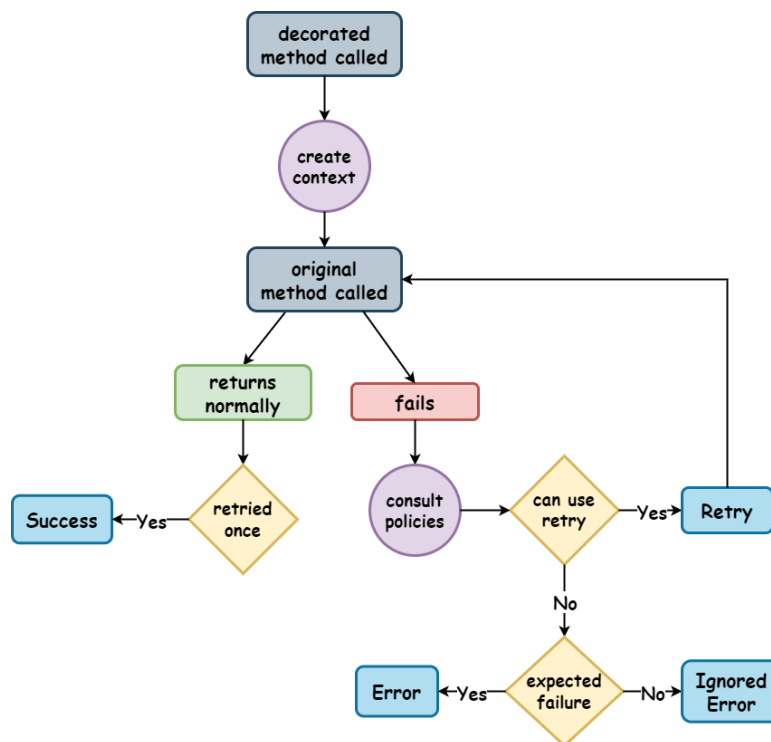 decorated
method called
create
context
original
method called
returns
normally
fails
Success
Yes
retried
once
consult
policies
can use
retry
Yes
Retry
No
Error
Yes
expected
failure
No
Ignored
Error